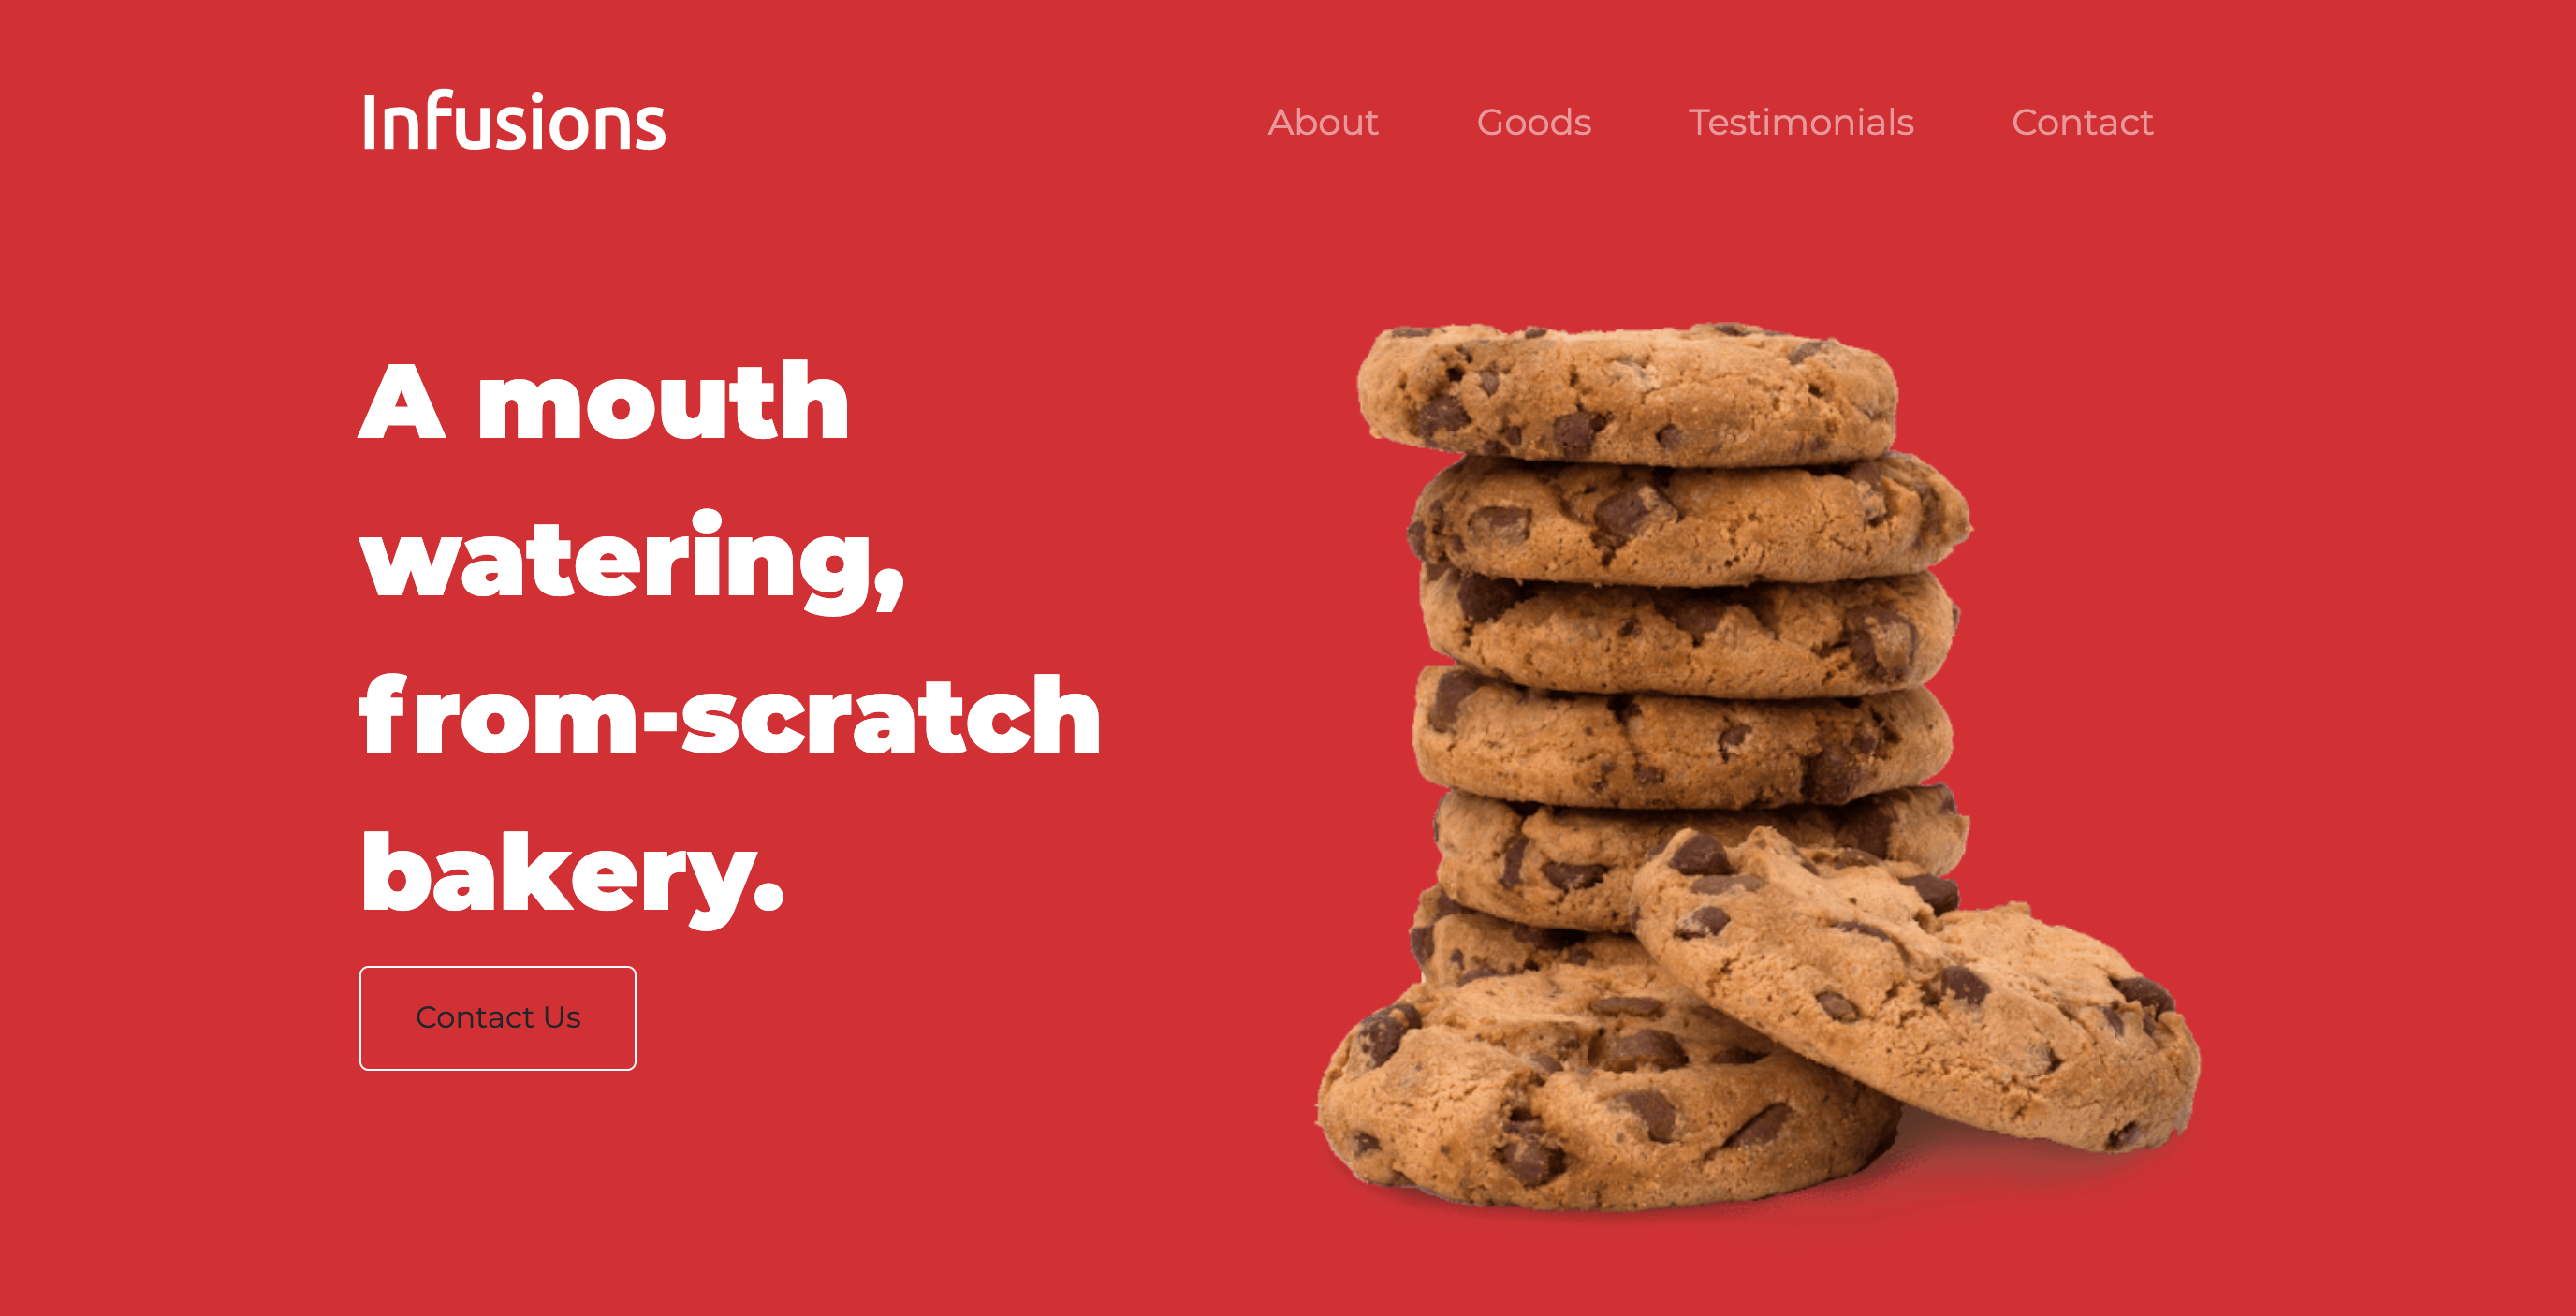 Infusions
About Goods Testimonials Contact
A mouth
watering,
from-scratch
bakery.
Contact Us